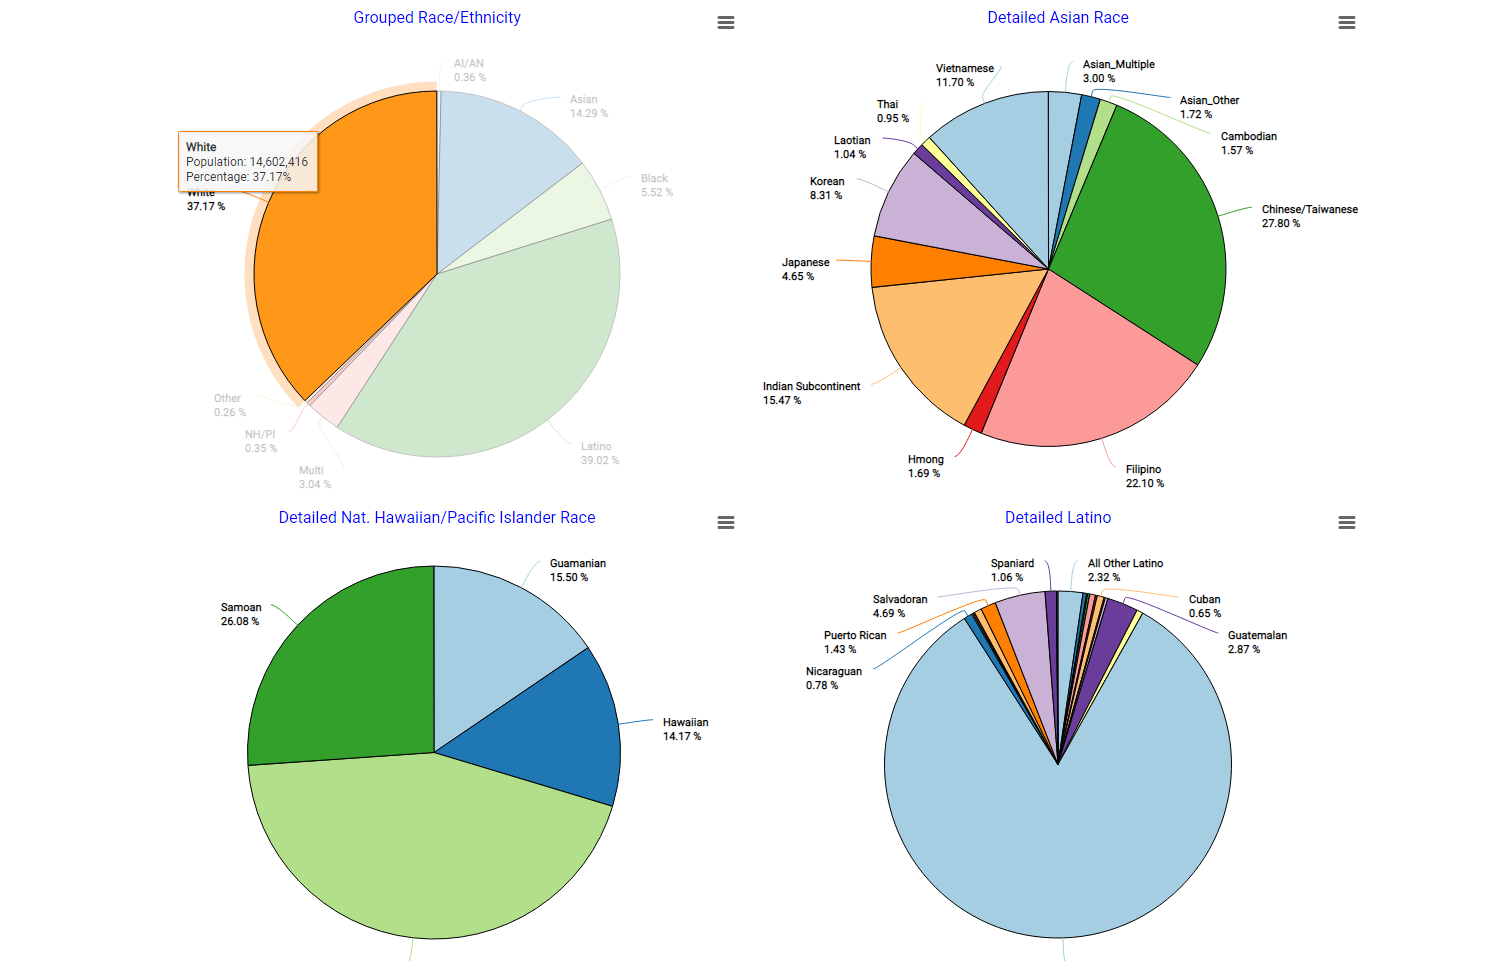 Grouped Race/Ethnicity
AI/AN
0.36 %
Asian
14.29 %
Black
5.52 %
Latino
39.02 %
Multi
3.04 %
NH/PI
0.35 %
Other
0.26 %
White
Population: 14,602,416
Percentage: 37.17%
White
37.17 %
Detailed Asian Race
Asian_Multiple
3.00 %
Asian_Other
1.72 %
Cambodian
1.57 %
Chinese/Taiwanese
27.80 %
Filipino
22.10 %
Hmong
1.69 %
Indian Subcontinent
15.47 %
Japanese
4.65 %
Korean
8.31 %
Laotian
1.04 %
Thai
0.95 %
Vietnamese
11.70 %
Detailed Nat. Hawaiian/Pacific Islander Race
Guamanian
15.50 %
Hawaiian
14.17 %
Samoan
26.08 %
Detailed Latino
All Other Latino
2.32 %
Cuban
0.65 %
Guatemalan
2.87 %
Nicaraguan
0.78 %
Puerto Rican
1.43 %
Salvadoran
4.69 %
Spaniard
1.06 %